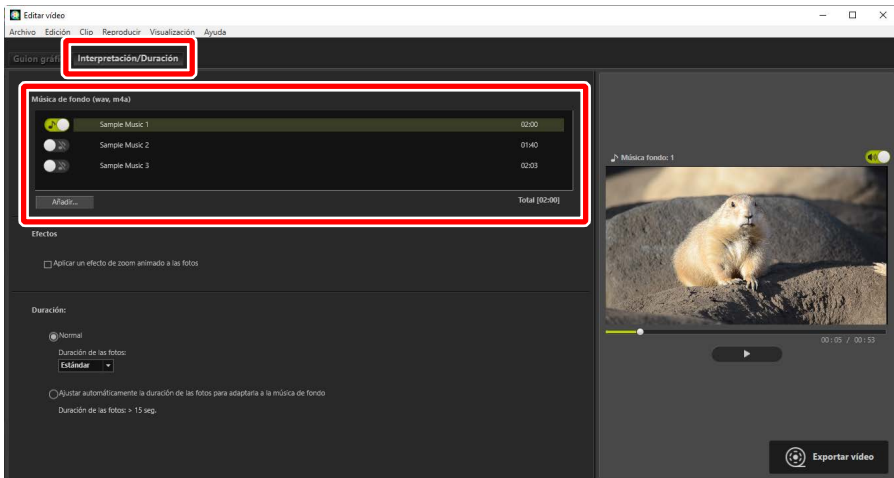 Editar vídeo
Archivo Edición Clip Reproducir Visualización Ayuda
Guion gráfi Interpretación/Duración
Música de fondo (wav, m4a)
Sample Music 1 02:00
Sample Music 2 01:40
Sample Music 3 02:03
Añadir... Total [02:00]
Música fondo: 1
Efectos
Aplicar un efecto de zoom animado a las fotos
Duración:
Normal
Duración de las fotos:
Estándar
Ajustar automáticamente la duración de las fotos para adaptarla a la música de fondo
Duración de las fotos: > 15 seg.
00:05 / 00:53
Exportar vídeo